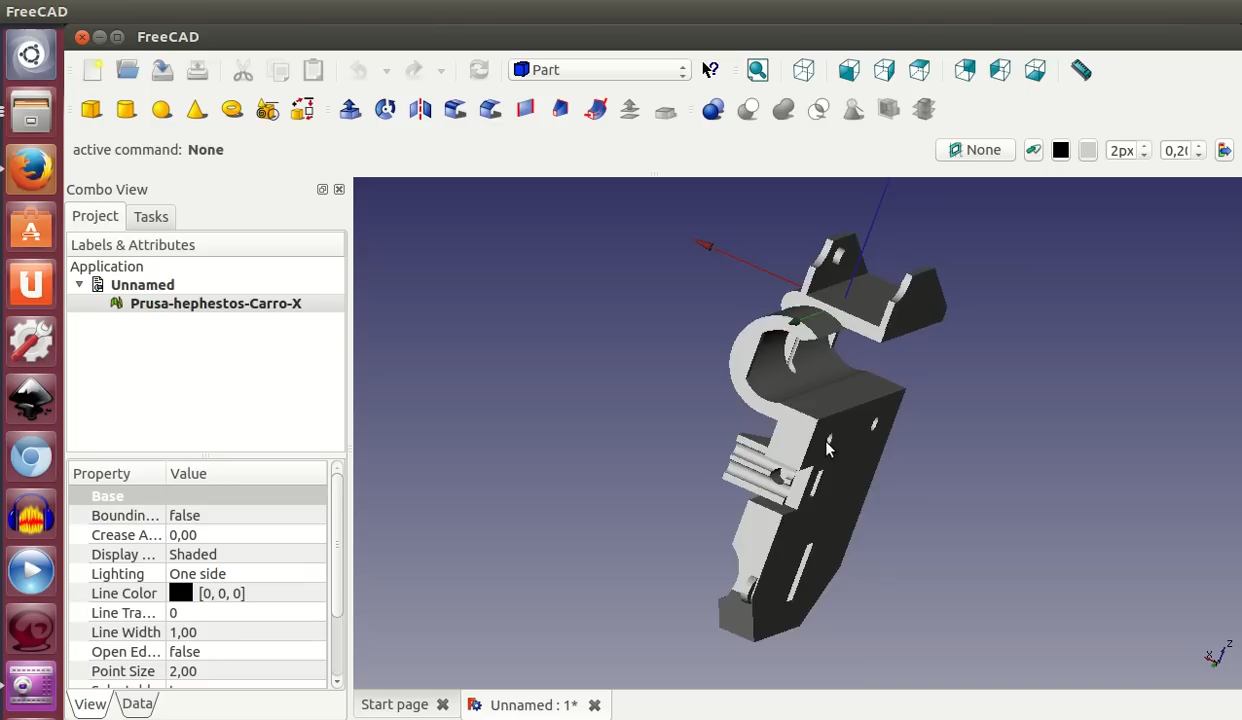 FreeCAD
FreeCAD
Part
active command: None
None
2px
0,2(
Combo View
Project
Tasks
Labels & Attributes
Application
Unnamed
Prusa-hephestos-Carro-X
Property
Value
Base
Boundin... false
Crease A... 0,00
Display ... Shaded
Lighting One side
Line Color [0, 0, 0]
Line Tra... 0
Line Width 1,00
Open Ed... false
Point Size 2,00
View
Data
Start page
Unnamed : 1*
X
Z